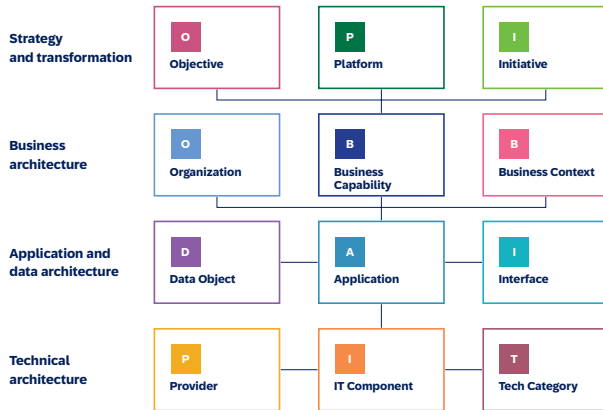 Strategy
and transformation
O
Objective
P
Platform
I
Initiative
Business
architecture
O
Organization
B
Business
Capability
B
Business Context
Application and
data architecture
D
Data Object
A
Application
I
Interface
Technical
architecture
P
Provider
I
IT Component
T
Tech Category